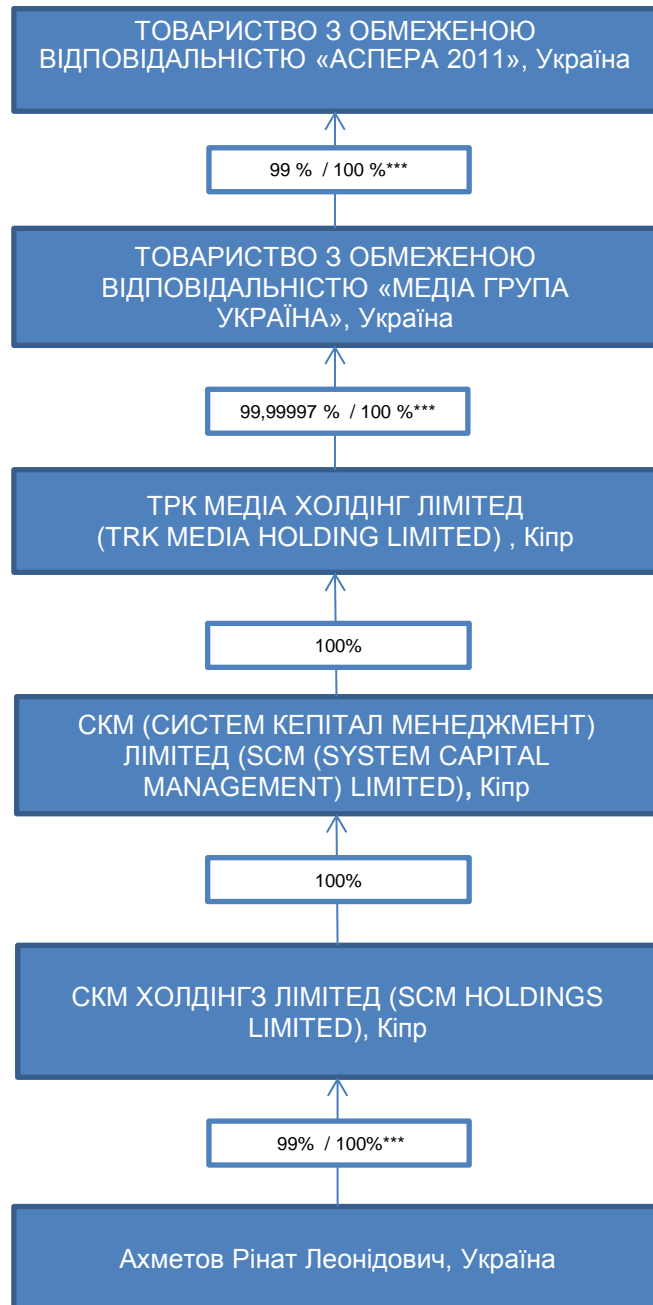 ТОВАРИСТВО З ОБМЕЖЕНОЮ
ВІДПОВІДАЛЬНІСТЮ «АСПЕРА 2011», Україна
99 % / 100 %***
ТОВАРИСТВО З ОБМЕЖЕНОЮ
ВІДПОВІДАЛЬНІСТЮ «МЕДІА ГРУПА
УКРАЇНА», Україна
99,99997 % / 100 %***
ТРК МЕДІА ХОЛДІНГ ЛІМІТЕД
(TRK MEDIA HOLDING LIMITED) , Кіпр
100%
СКМ (СИСТЕМ КЕПІТАЛ МЕНЕДЖМЕНТ)
ЛІМІТЕД (SCM (SYSTEM CAPITAL
MANAGEMENT) LIMITED), Кіпр
100%
СКМ ХОЛДІНГЗ ЛІМІТЕД (SCM HOLDINGS
LIMITED), Кіпр
99% / 100%***
Ахметов Рінат Леонідович, Україна